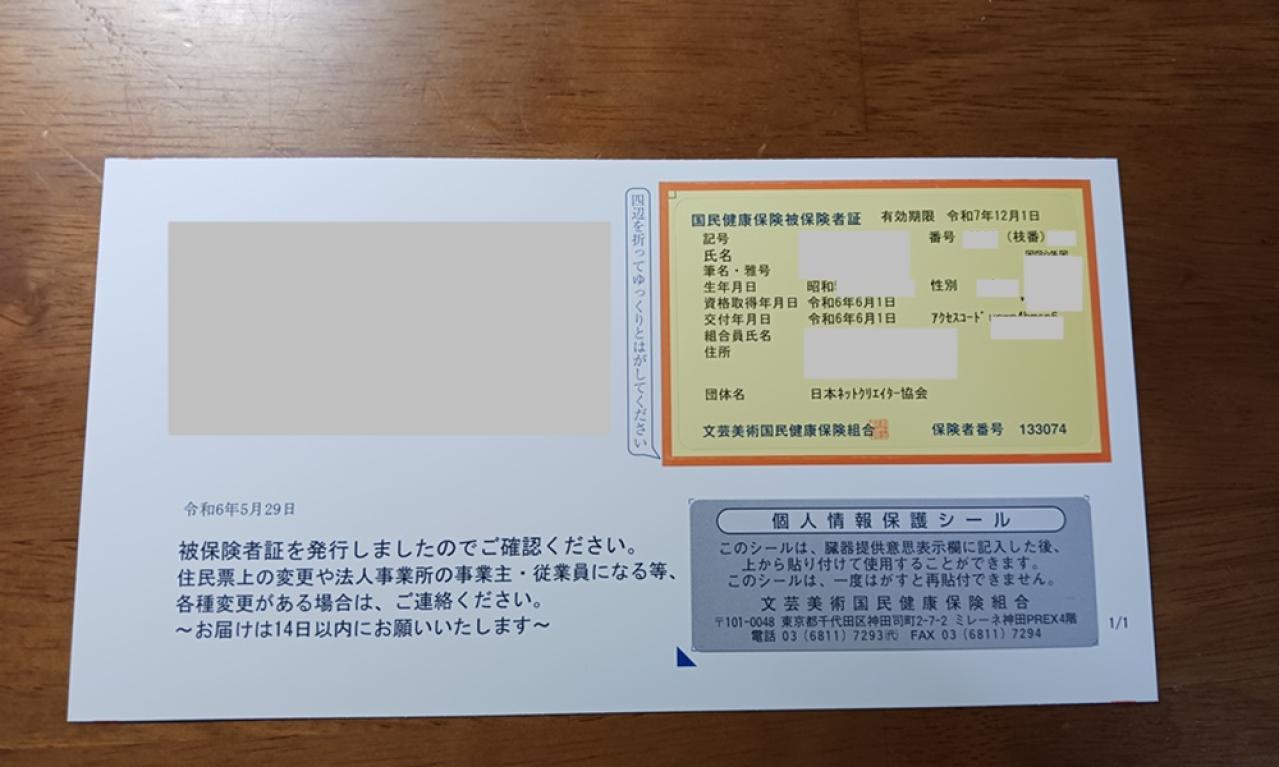 四辺を折ってゆっくりとはがしてください
国民健康保険被保険者証 有効期限 令和7年12月1日
記号 番号 (枝番)
氏名
筆名・雅号
生年月日 昭和 性別
資格取得年月日 令和6年6月1日
交付年月日 令和6年6月1日 アクセスコード
組合員氏名
住所
団体名 日本ネットクリエイター協会
文芸美術国民健康保険組合 保険者番号 133074
令和6年5月29日
被保険者証を発行しましたのでご確認ください。
住民票上の変更や法人事業所の事業主・従業員になる等、
各種変更がある場合は、ご連絡ください。
～お届けは14日以内にお願いいたします～
個人情報保護シール
このシールは、臓器提供意思表示欄に記入した後、
上から貼り付けて使用することができます。
このシールは、一度はがすと再貼付できません。
文芸美術国民健康保険組合
〒101-0048 東京都千代田区神田司町2-7-2 ミレーネ神田PREX4階
電話 03(6811)7293㈹ FAX 03(6811)7294
1/1